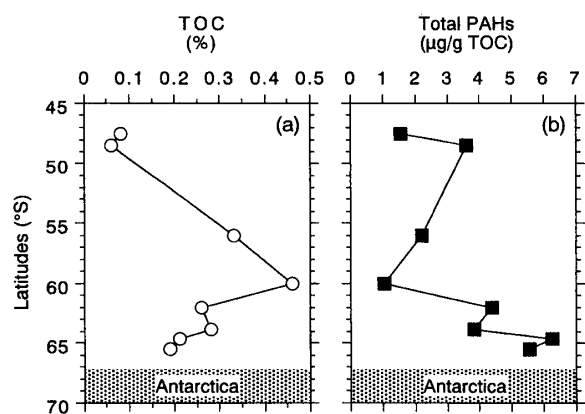 TOC
(%)
0 0.1 0.2 0.3 0.4 0.5
Total PAHs
(µg/g TOC)
0 1 2 3 4 5 6 7
Latitudes (°S)
45
50
55
60
65
70
(a)
(b)
Antarctica
Antarctica